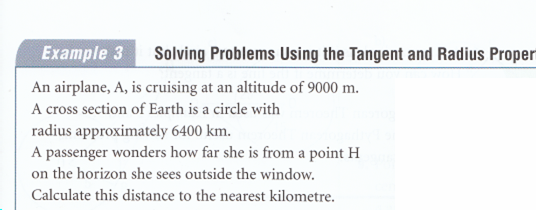 Example 3 Solving Problems Using the Tangent and Radius
An airplane, A, is cruising at an altitude of 9000 m.
A cross section of Earth is a circle with
radius approximately 6400 km.
A passenger wonders how far she is from a point H
on the horizon she sees outside the window.
Calculate this distance to the nearest kilometre.